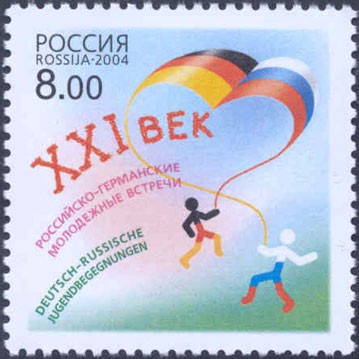 РОССИЯ
ROSSIJA·2004
8.00
XXI ВЕК
РОССИЙСКО-ГЕРМАНСКИЕ
МОЛОДЕЖНЫЕ ВСТРЕЧИ
DEUTSCH-RUSSISCHE
JUGENDBEGEGNUNGEN